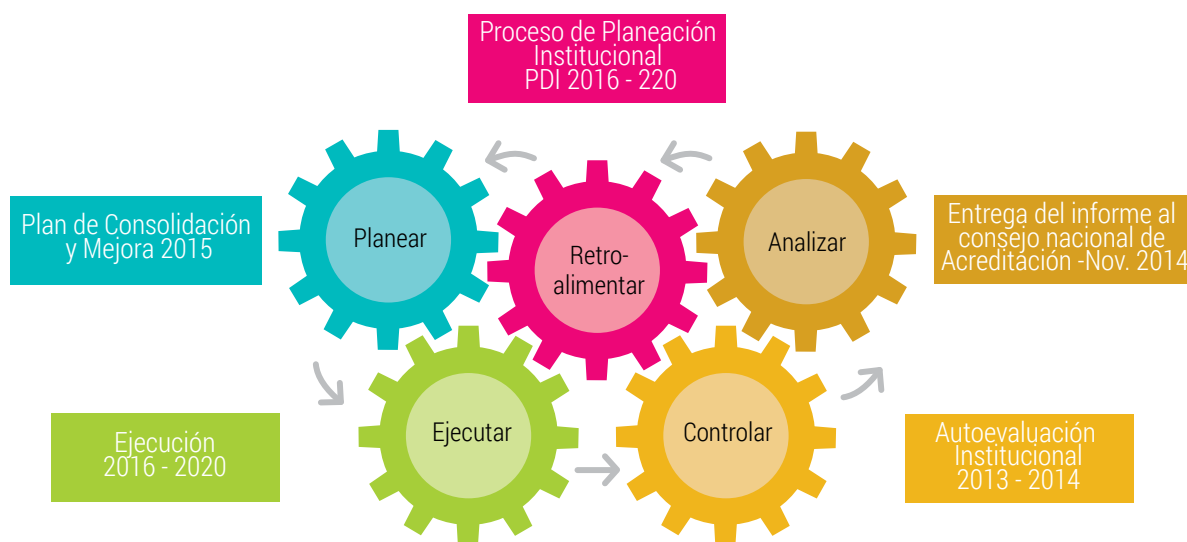 Proceso de Planeación
Institucional
PDI 2016 - 220
Plan de Consolidación
y Mejora 2015
Planear
Retro-
alimentar
Analizar
Entrega del informe al
consejo nacional de
Acreditación -Nov. 2014
Ejecución
2016 - 2020
Ejecutar
Controlar
Autoevaluación
Institucional
2013 - 2014